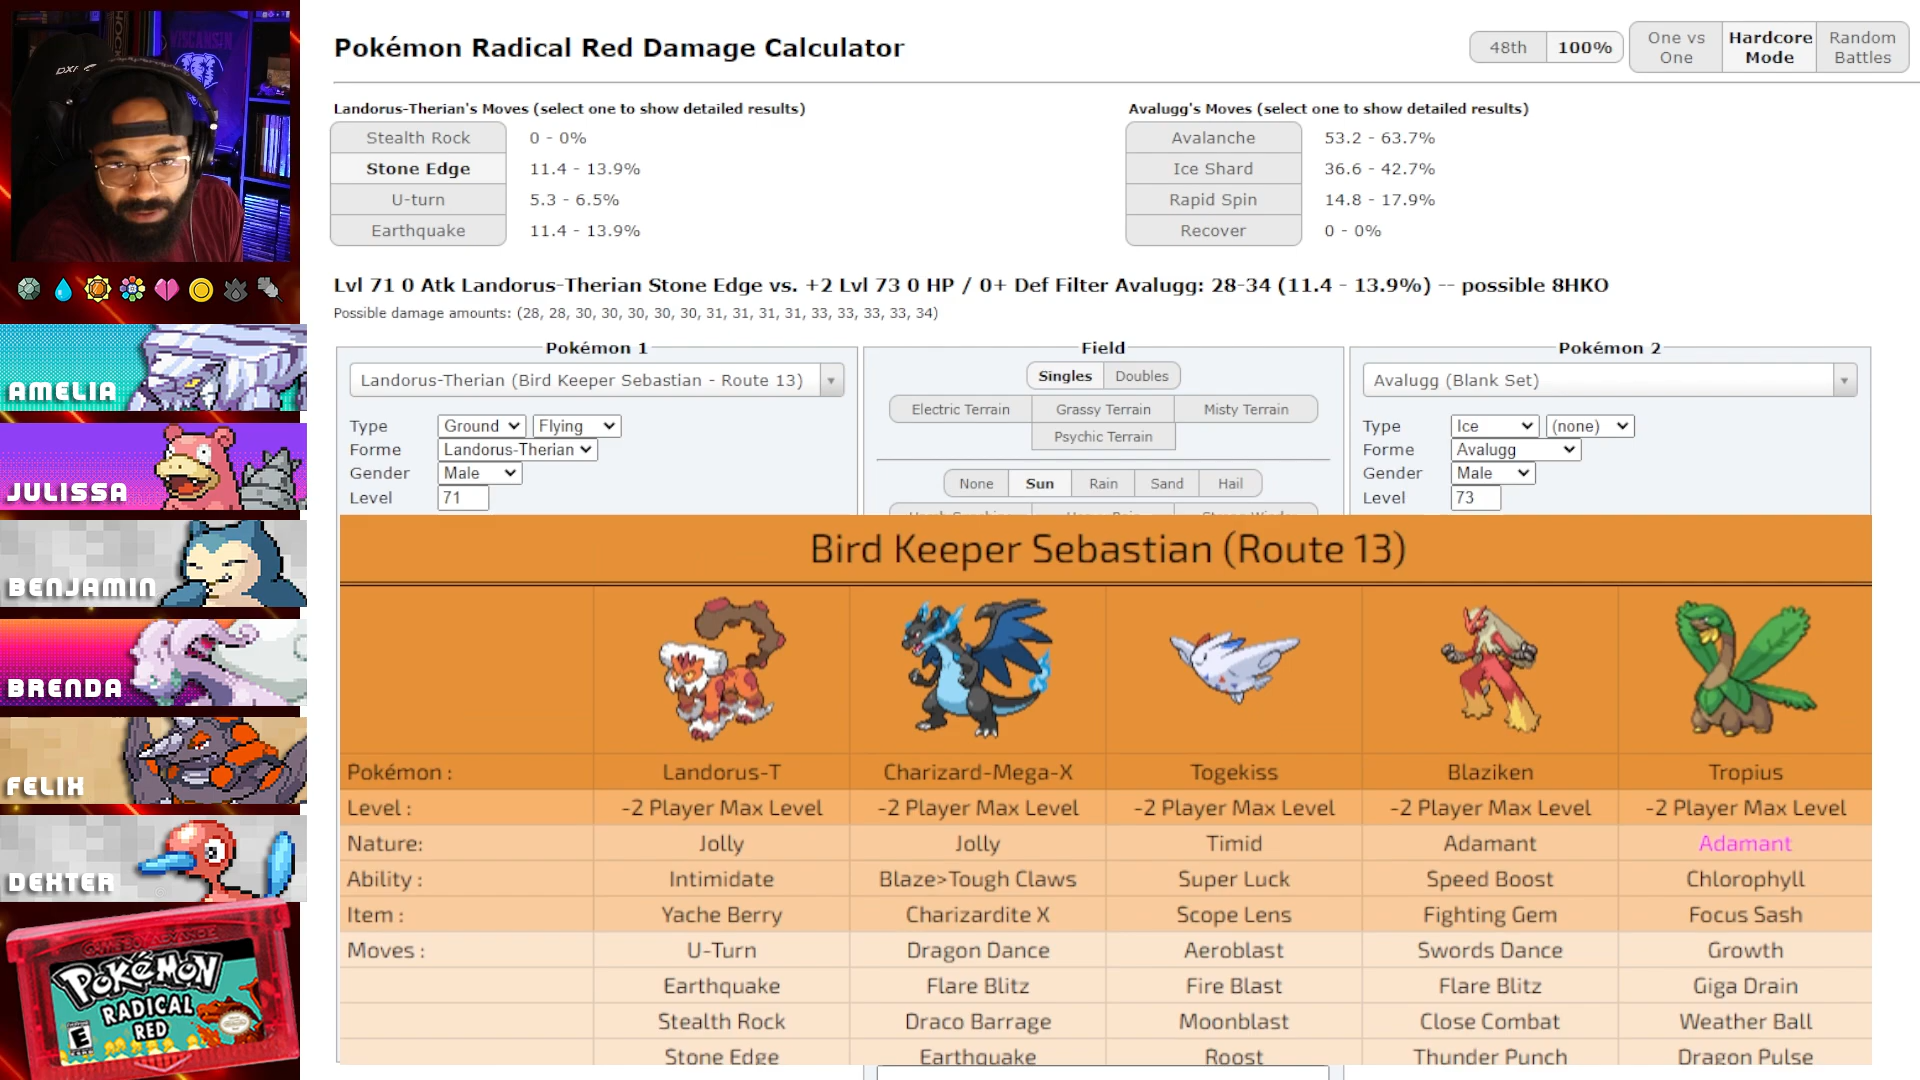 Pokémon Radical Red Damage Calculator
48th 100%
One vs One
Hardcore Mode
Random Battles
Landorus-Therian's Moves (select one to show detailed results)
Stealth Rock 0 - 0%
Stone Edge 11.4 - 13.9%
U-turn 5.3 - 6.5%
Earthquake 11.4 - 13.9%
Avalugg's Moves (select one to show detailed results)
Avalanche 53.2 - 63.7%
Ice Shard 36.6 - 42.7%
Rapid Spin 14.8 - 17.9%
Recover 0 - 0%
Lvl 71 0 Atk Landorus-Therian Stone Edge vs. +2 Lvl 73 0 HP / 0+ Def Filter Avalugg: 28-34 (11.4 - 13.9%) -- possible 8HKO
Possible damage amounts: (28, 28, 30, 30, 30, 30, 30, 31, 31, 31, 31, 33, 33, 33, 33, 34)
Pokémon 1
Landorus-Therian (Bird Keeper Sebastian - Route 13)
Type Ground Flying
Forme Landorus-Therian
Gender Male
Level 71
Field
Singles Doubles
Electric Terrain Grassy Terrain Misty Terrain
Psychic Terrain
None Sun Rain Sand Hail
Pokémon 2
Avalugg (Blank Set)
Type Ice (none)
Forme Avalugg
Gender Male
Level 73
Bird Keeper Sebastian (Route 13)
Pokémon : Landorus-T Charizard-Mega-X Togekiss Blaziken Tropius
Level : -2 Player Max Level -2 Player Max Level -2 Player Max Level -2 Player Max Level -2 Player Max Level
Nature: Jolly Jolly Timid Adamant Adamant
Ability : Intimidate Blaze>Tough Claws Super Luck Speed Boost Chlorophyll
Item : Yache Berry Charizardite X Scope Lens Fighting Gem Focus Sash
Moves : U-Turn Dragon Dance Aeroblast Swords Dance Growth
Earthquake Flare Blitz Fire Blast Flare Blitz Giga Drain
Stealth Rock Draco Barrage Moonblast Close Combat Weather Ball
Stone Edge Earthquake Roost Thunder Punch Dragon Pulse
AMELIA
JULISSA
BENJAMIN
BRENDA
FELIX
DEXTER
POKéMON
RADICAL
RED
E